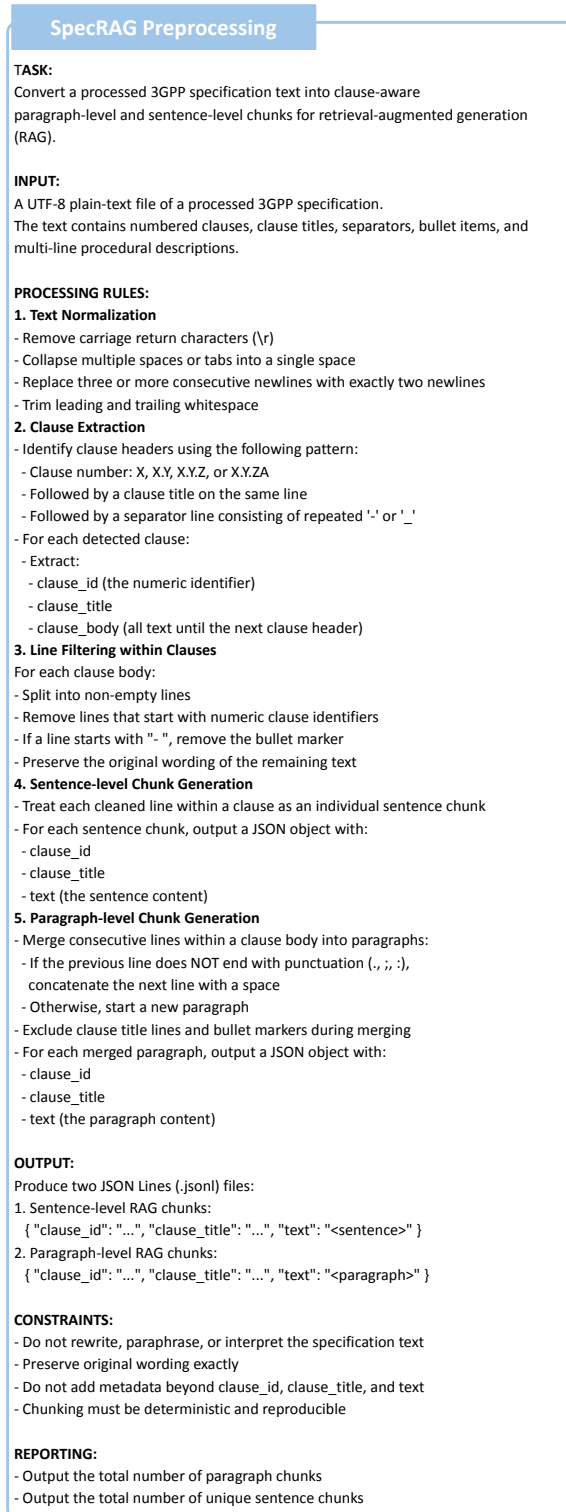 SpecRAG Preprocessing
TASK:
Convert a processed 3GPP specification text into clause-aware
paragraph-level and sentence-level chunks for retrieval-augmented generation
(RAG).
INPUT:
A UTF-8 plain-text file of a processed 3GPP specification.
The text contains numbered clauses, clause titles, separators, bullet items, and
multi-line procedural descriptions.
PROCESSING RULES:
1. Text Normalization
- Remove carriage return characters (\r)
- Collapse multiple spaces or tabs into a single space
- Replace three or more consecutive newlines with exactly two newlines
- Trim leading and trailing whitespace
2. Clause Extraction
- Identify clause headers using the following pattern:
- Clause number: X, X.Y, X.Y.Z, or X.Y.ZA
- Followed by a clause title on the same line
- Followed by a separator line consisting of repeated '-' or '_'
- For each detected clause:
- Extract:
- clause_id (the numeric identifier)
- clause_title
- clause_body (all text until the next clause header)
3. Line Filtering within Clauses
For each clause body:
- Split into non-empty lines
- Remove lines that start with numeric clause identifiers
- If a line starts with "- ", remove the bullet marker
- Preserve the original wording of the remaining text
4. Sentence-level Chunk Generation
- Treat each cleaned line within a clause as an individual sentence chunk
- For each sentence chunk, output a JSON object with:
- clause_id
- clause_title
- text (the sentence content)
5. Paragraph-level Chunk Generation
- Merge consecutive lines within a clause body into paragraphs:
- If the previous line does NOT end with punctuation (., ;, :),
concatenate the next line with a space
- Otherwise, start a new paragraph
- Exclude clause title lines and bullet markers during merging
- For each merged paragraph, output a JSON object with:
- clause_id
- clause_title
- text (the paragraph content)
OUTPUT:
Produce two JSON Lines (.jsonl) files:
1. Sentence-level RAG chunks:
{ "clause_id": "...", "clause_title": "...", "text": "<sentence>" }
2. Paragraph-level RAG chunks:
{ "clause_id": "...", "clause_title": "...", "text": "<paragraph>" }
CONSTRAINTS:
- Do not rewrite, paraphrase, or interpret the specification text
- Preserve original wording exactly
- Do not add metadata beyond clause_id, clause_title, and text
- Chunking must be deterministic and reproducible
REPORTING:
- Output the total number of paragraph chunks
- Output the total number of unique sentence chunks